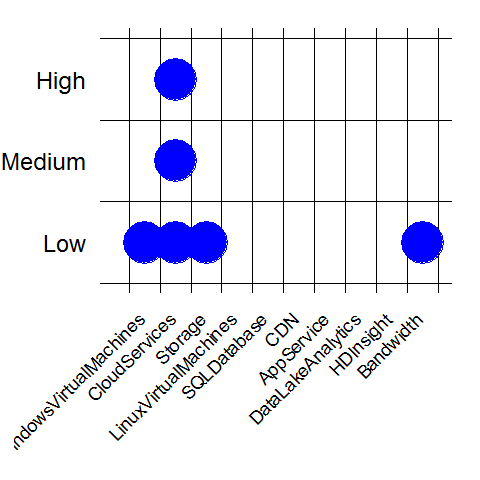 High
Medium
Low
ndowsVirtualMachines
CloudServices
Storage
LinuxVirtualMachines
SQLDatabase
CDN
AppService
DataLakeAnalytics
HDInsight
Bandwidth